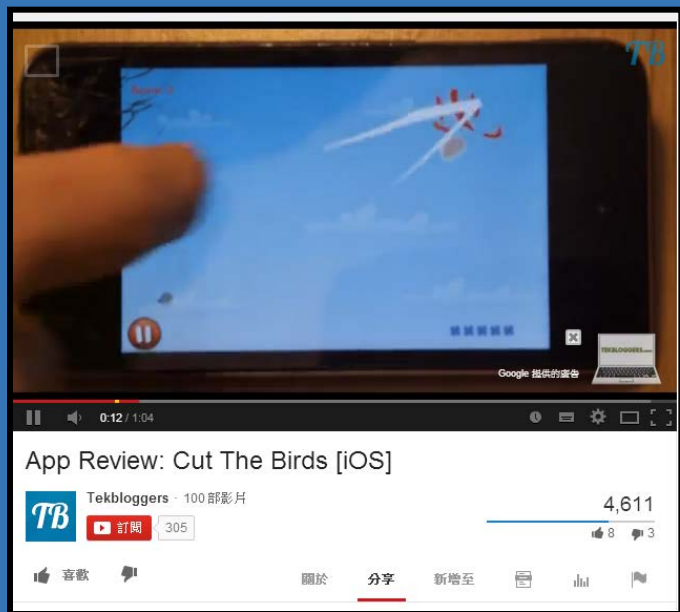 TB
Google 提供的廣告
TEKBLOGGERS
0:12 / 1:04
App Review: Cut The Birds [iOS]
TB
Tekbloggers · 100 部影片
訂閱 305
4,611
8 3
喜歡
關於 分享 新增至